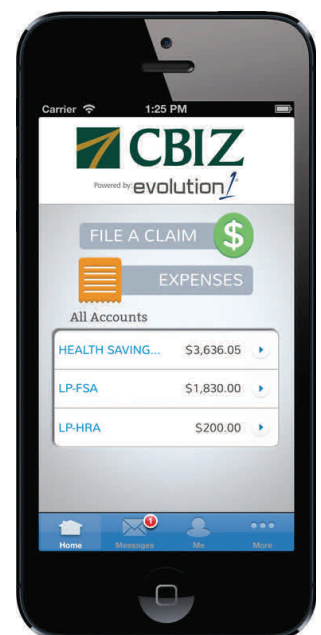 Carrier 1:25 PM
CBIZ
Powered by: evolution1
FILE A CLAIM $
EXPENSES
All Accounts
HEALTH SAVING... $3,636.05
LP-FSA $1,830.00
LP-HRA $200.00
1
Home Messages Me More